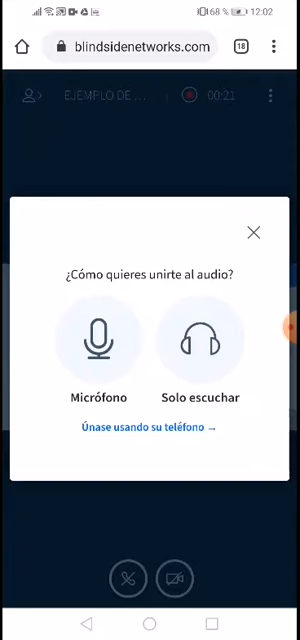 68 % 12:02
blindsidenetworks.com 18
EJEMPLO DE ... 00:21
¿Cómo quieres unirte al audio?
Micrófono Solo escuchar
Únase usando su teléfono →